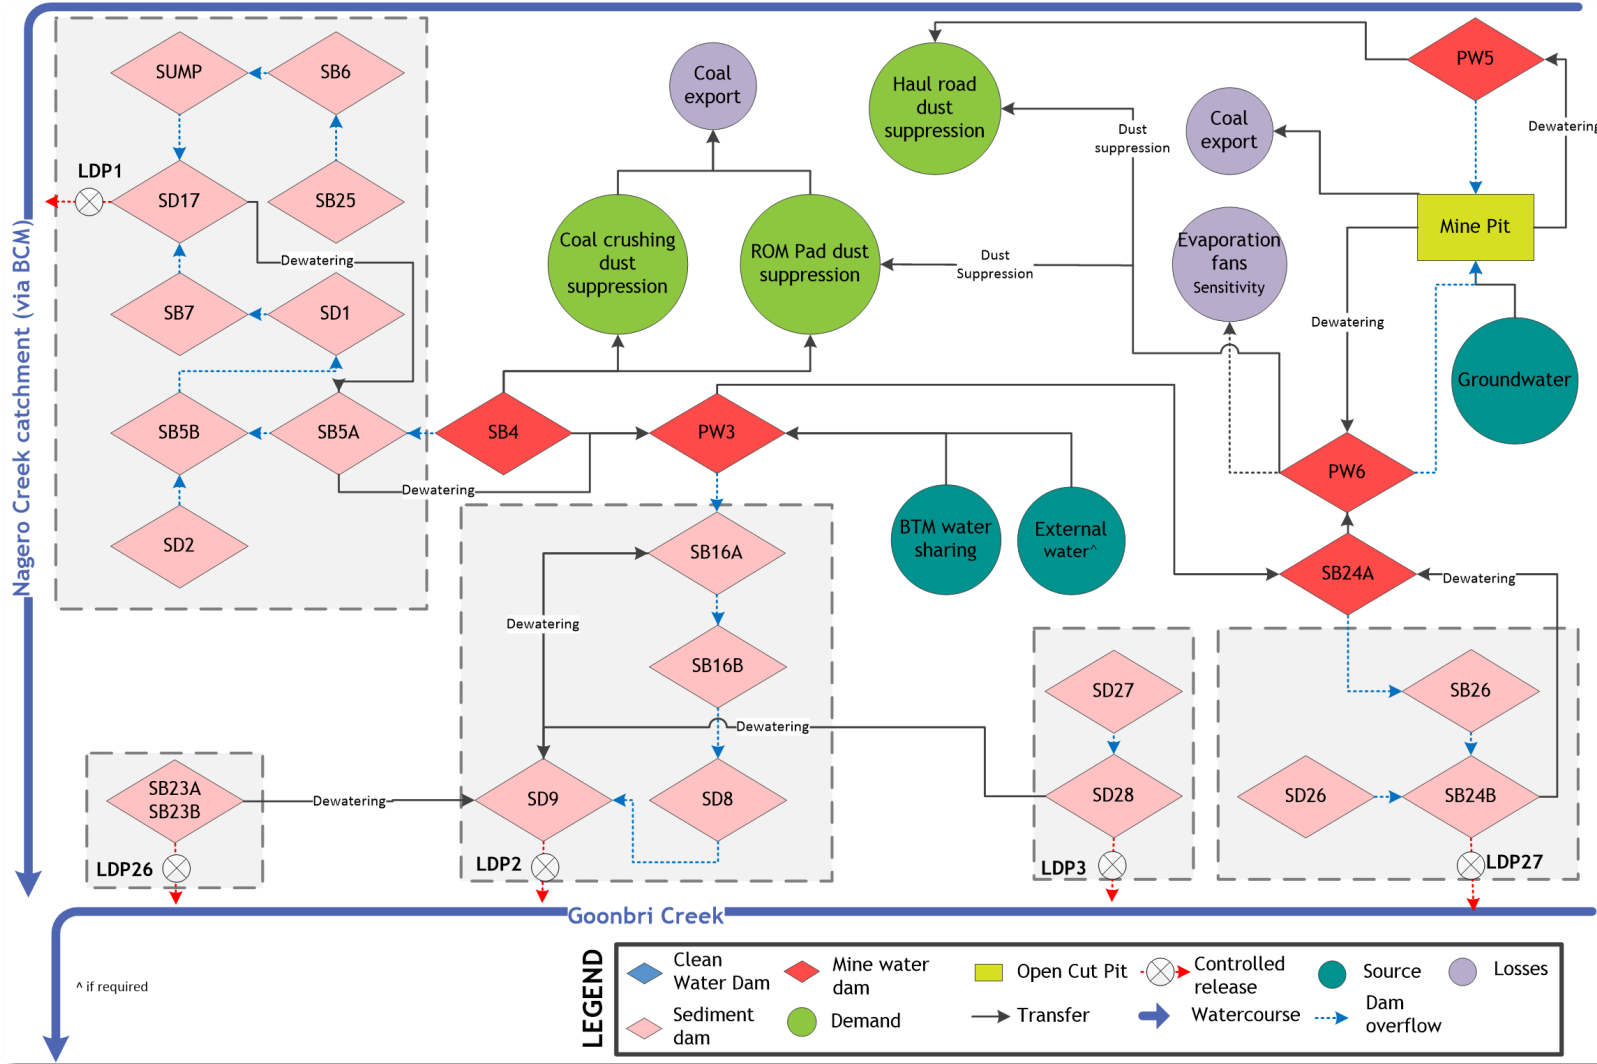 SUMP
SB6
LDP1
SD17
SB25
Dewatering
SB7
SD1
SB5B
SB5A
Dewatering
SD2
Nagero Creek catchment (via BCM)
Coal
export
Coal crushing
dust
suppression
ROM Pad dust
suppression
Haul road
dust
suppression
Dust
suppression
Dust
Suppression
PW5
Dewatering
Coal
export
Mine Pit
Evaporation
fans
Sensitivity
Dewatering
Groundwater
SB4
PW3
PW6
BTM water
sharing
External
water^
SB24A
Dewatering
SB16A
Dewatering
SB16B
Dewatering
SD9
SD8
LDP2
SB23A
SB23B
Dewatering
LDP26
SD27
SD28
LDP3
SB26
SD26
SB24B
LDP27
Goonbri Creek
^ if required
LEGEND
Clean
Water Dam
Mine water
dam
Open Cut Pit
Controlled
release
Source
Losses
Sediment
dam
Demand
Transfer
Watercourse
Dam
overflow